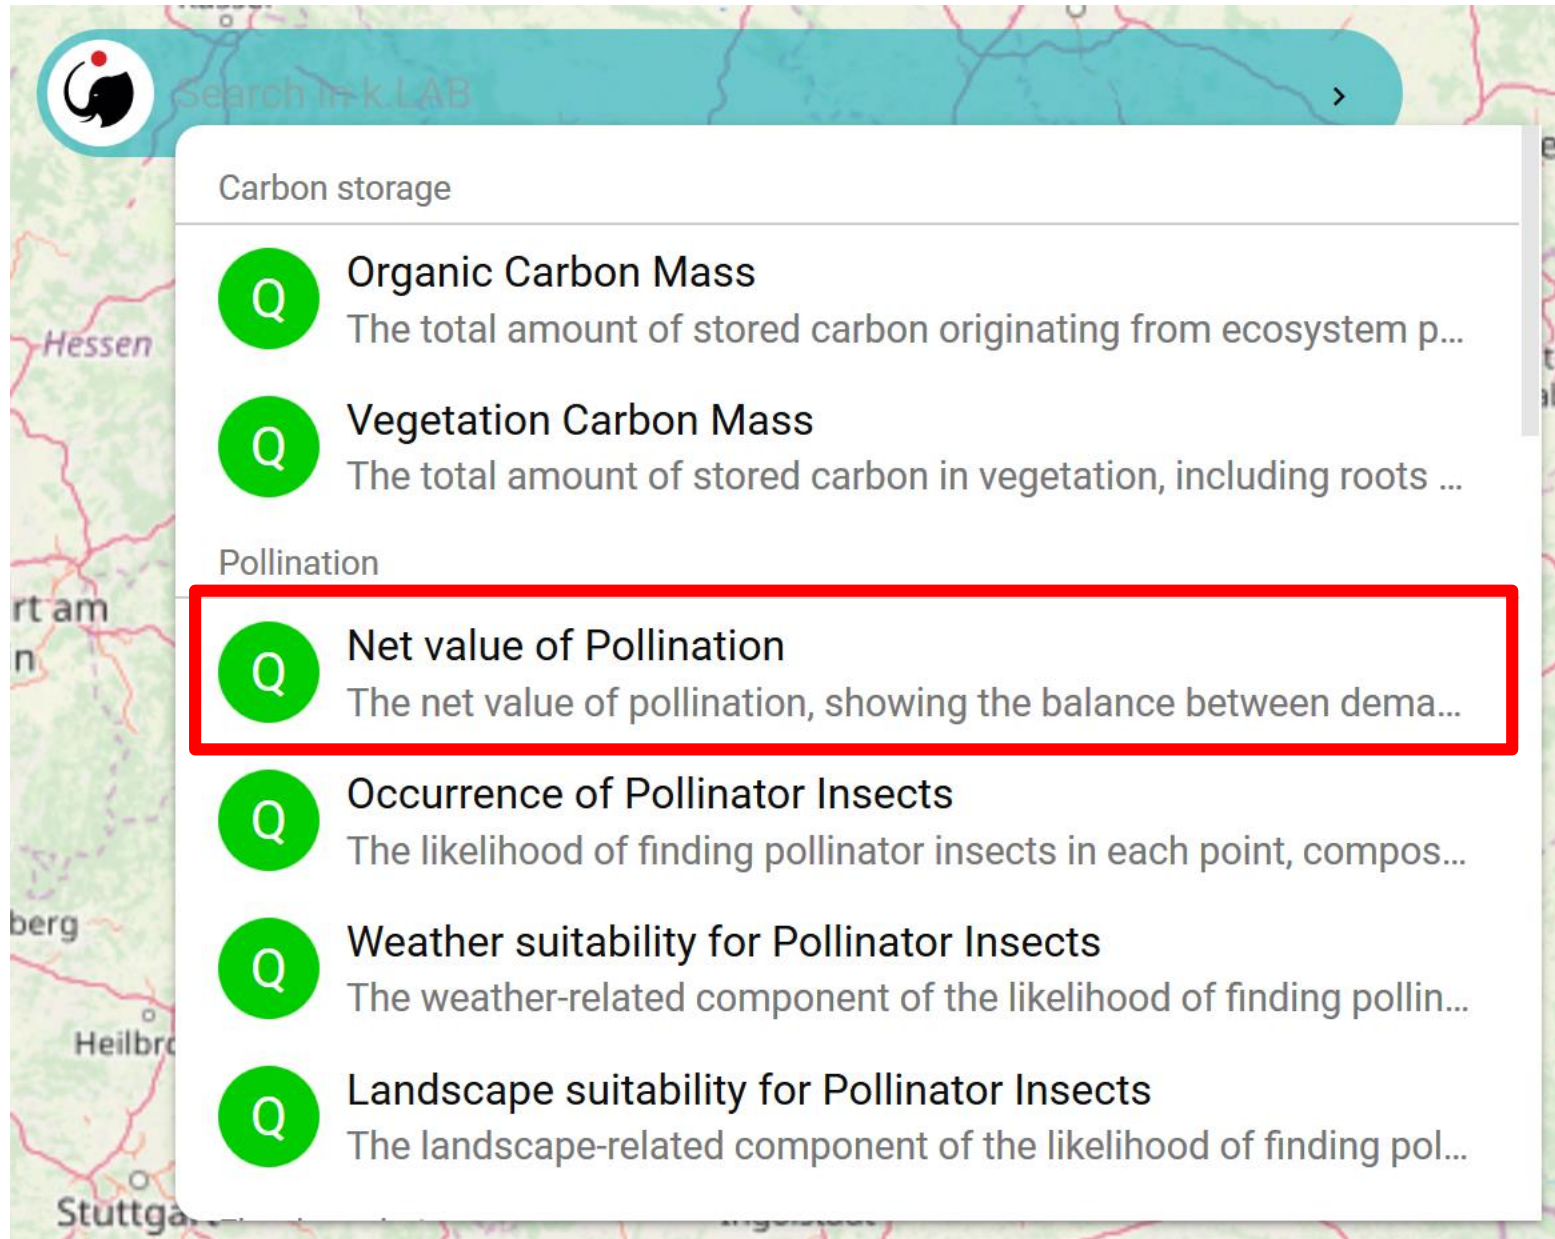 Search in k.LAB
Carbon storage
Q
Organic Carbon Mass
The total amount of stored carbon originating from ecosystem p...
Hessen
Q
Vegetation Carbon Mass
The total amount of stored carbon in vegetation, including roots ...
Pollination
rt am
n
Q
Net value of Pollination
The net value of pollination, showing the balance between dema...
Q
Occurrence of Pollinator Insects
The likelihood of finding pollinator insects in each point, compos...
berg
Q
Weather suitability for Pollinator Insects
The weather-related component of the likelihood of finding pollin...
Heilbro
Q
Landscape suitability for Pollinator Insects
The landscape-related component of the likelihood of finding pol...
Stuttga